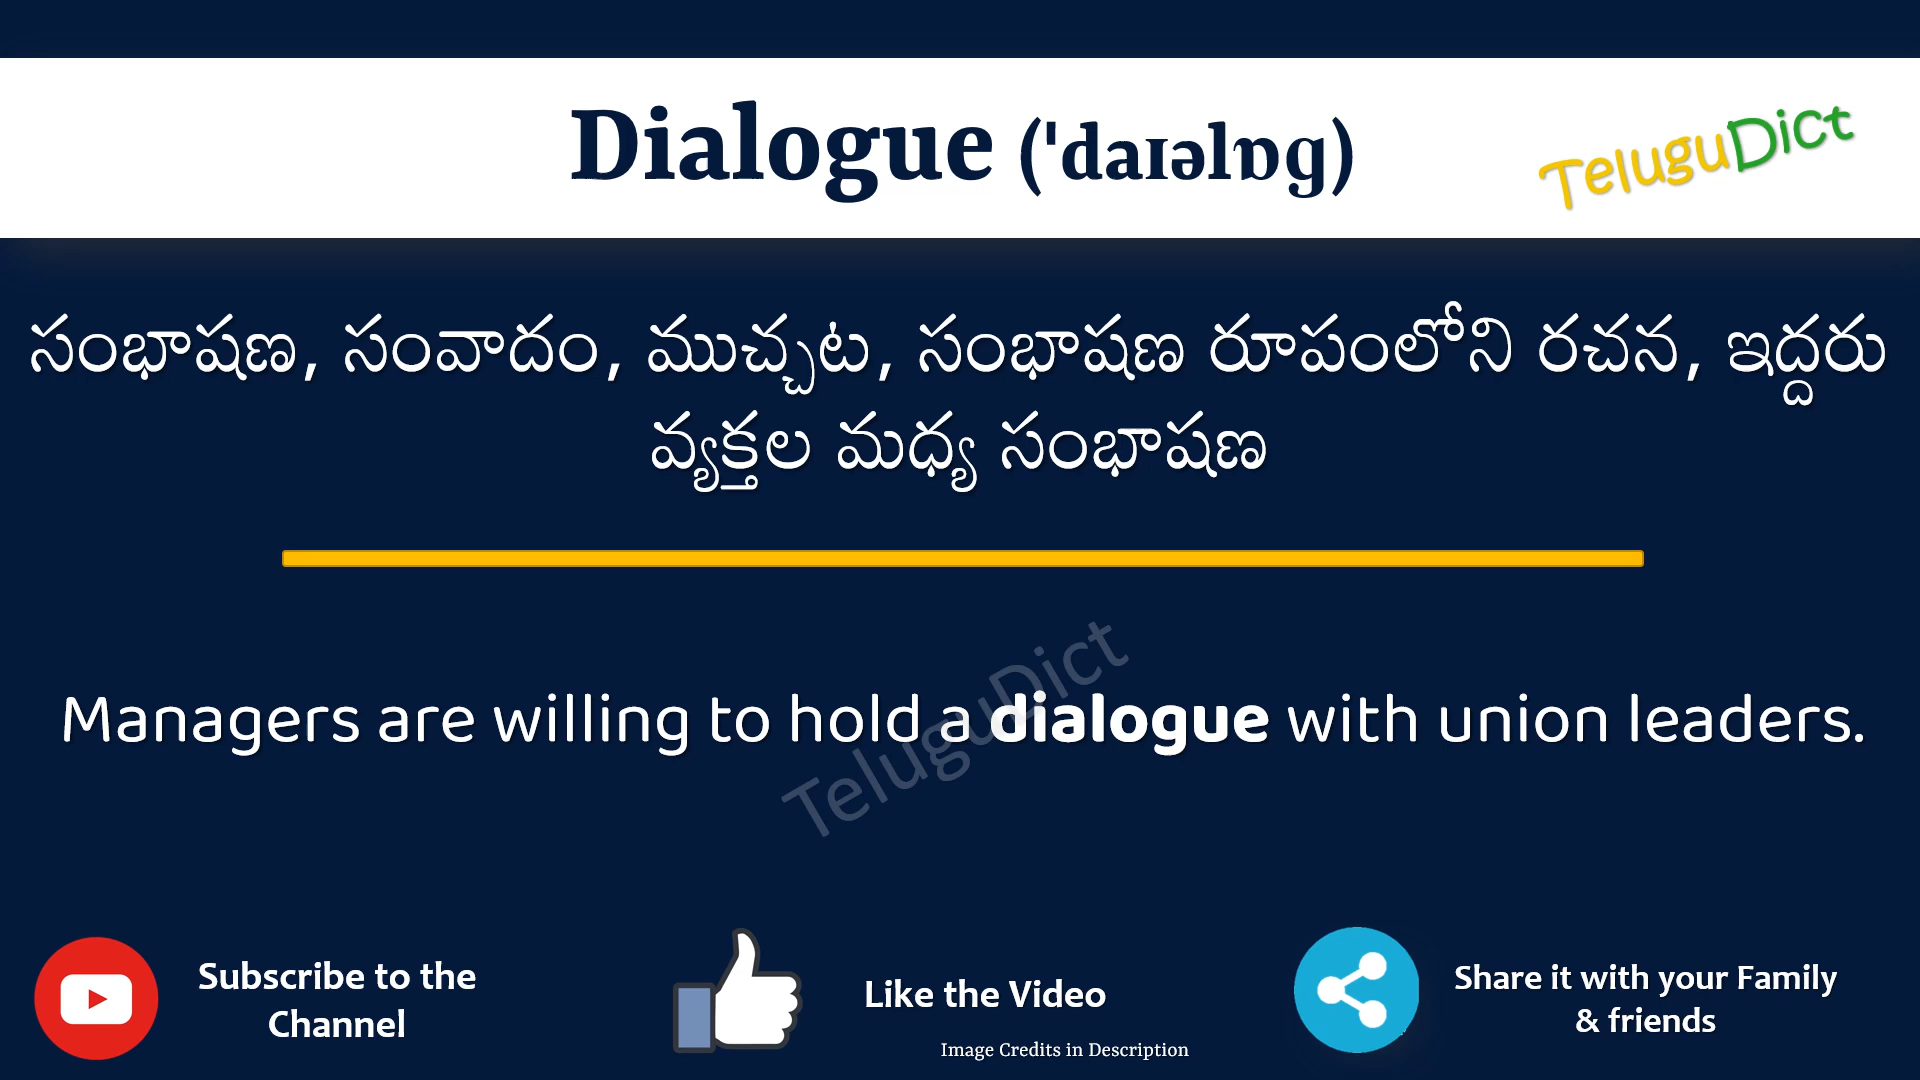 Dialogue (ˈdaɪəlɒɡ)
TeluguDict
సంభాషణ, సంవాదం, ముచ్చట, సంభాషణ రూపంలోని రచన, ఇద్దరు
వ్యక్తల మధ్య సంభాషణ
TeluguDict
Managers are willing to hold a dialogue with union leaders.
Subscribe to the
Channel
Like the Video
Share it with your Family
& friends
Image Credits in Description